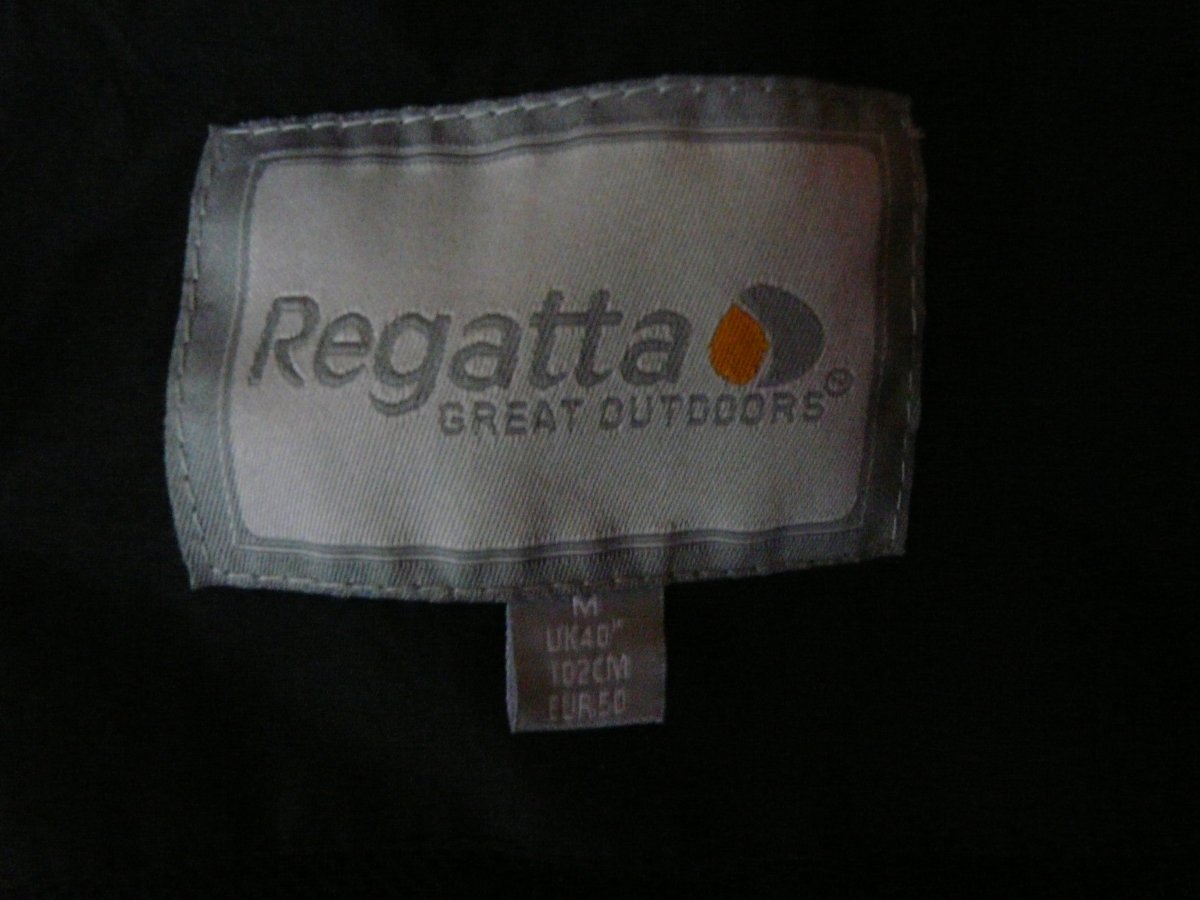 Regatta
GREAT OUTDOORS®
M
UK40"
102CM
EUR50